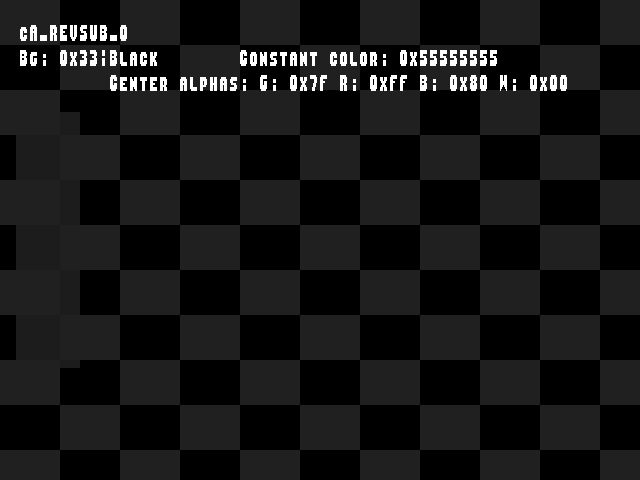 cA_REVSUB_0
Bg: 0x33;Black Constant color: 0x55555555
Center alphas: G: 0x7f R: 0xff B: 0x80 W: 0x00